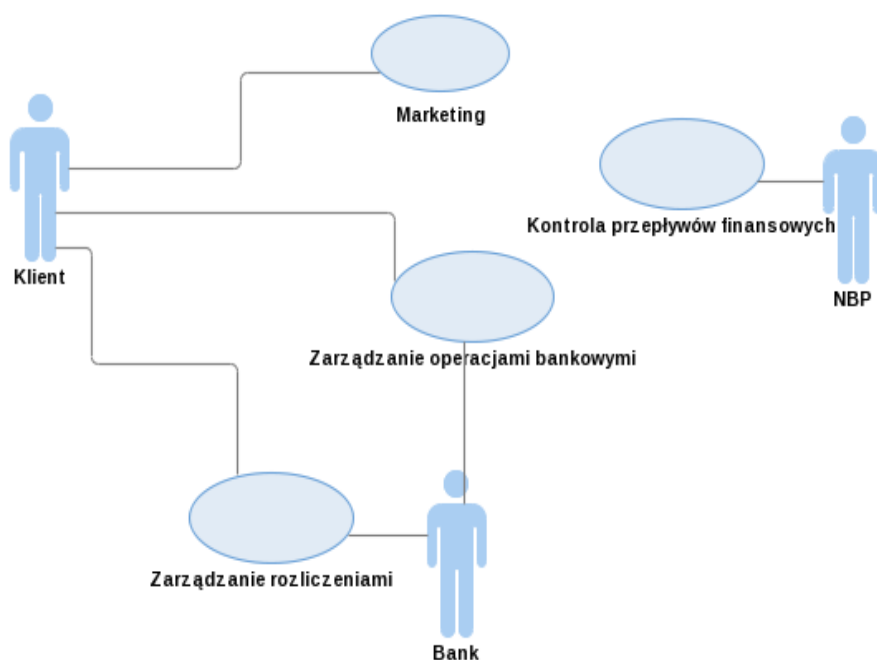 Marketing
Kontrola przepływów finansowych
Klient
NBP
Zarządzanie operacjami bankowymi
Zarządzanie rozliczeniami
Bank